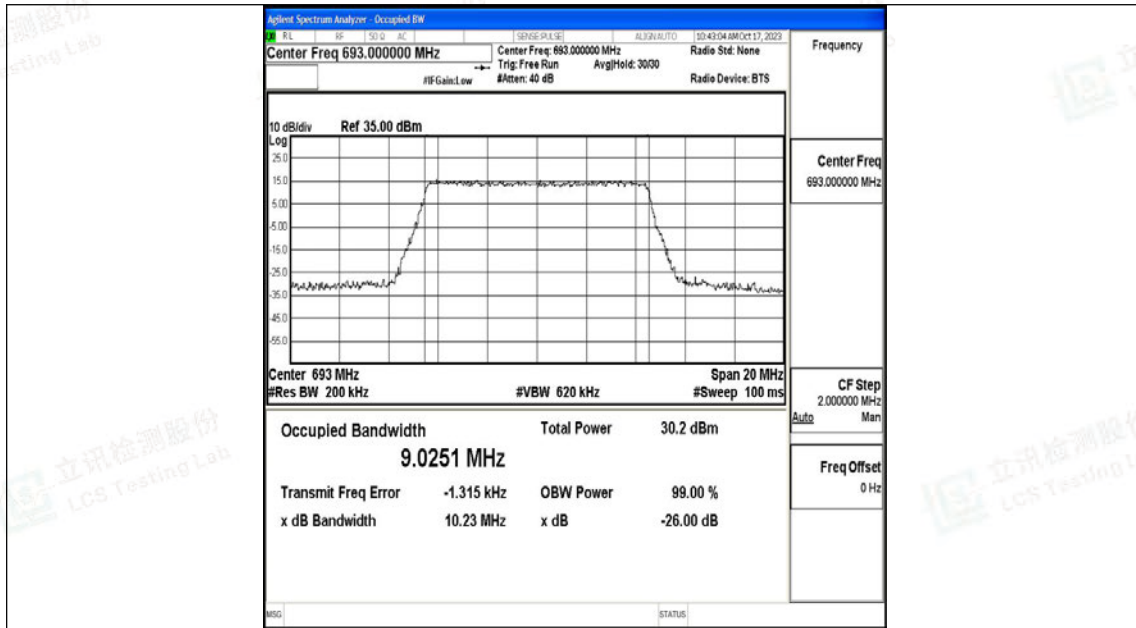 Agilent Spectrum Analyzer - Occupied BW
RL RF 50 Ω AC SENSE:PULSE ALIGNAUTO 10:43:04 AM Oct 17, 2023
Center Freq 693.000000 MHz
Center Freq: 693.000000 MHz
Radio Std: None
Trig: Free Run Avg|Hold: 30/30
#IFGain:Low
#Atten: 40 dB
Radio Device: BTS
10 dB/div Ref 35.00 dBm
Log
25.0
15.0
5.00
-5.00
-15.0
-25.0
-35.0
-45.0
-55.0
Center 693 MHz Span 20 MHz
#Res BW 200 kHz #VBW 620 kHz #Sweep 100 ms
Occupied Bandwidth Total Power 30.2 dBm
9.0251 MHz
Transmit Freq Error -1.315 kHz OBW Power 99.00 %
x dB Bandwidth 10.23 MHz x dB -26.00 dB
MSG STATUS
Frequency
Center Freq
693.000000 MHz
CF Step
2.000000 MHz
Auto Man
Freq Offset
0 Hz
立讯检测股份
LCS Testing Lab
立讯检测股份
LCS Testing L